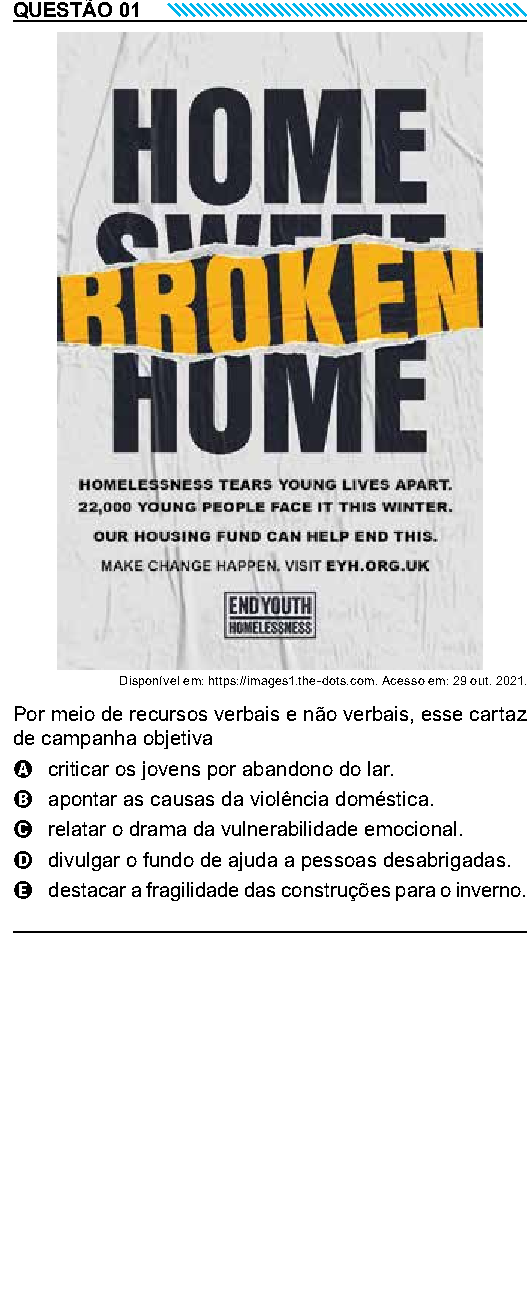 QUESTÃO 01
HOME
SWEET
BROKEN
HOME
HOMELESSNESS TEARS YOUNG LIVES APART.
22,000 YOUNG PEOPLE FACE IT THIS WINTER.
OUR HOUSING FUND CAN HELP END THIS.
MAKE CHANGE HAPPEN. VISIT EYH.ORG.UK
END YOUTH
HOMELESSNESS
Disponível em: https://images1.the-dots.com. Acesso em: 29 out. 2021.
Por meio de recursos verbais e não verbais, esse cartaz
de campanha objetiva
A criticar os jovens por abandono do lar.
B apontar as causas da violência doméstica.
C relatar o drama da vulnerabilidade emocional.
D divulgar o fundo de ajuda a pessoas desabrigadas.
E destacar a fragilidade das construções para o inverno.